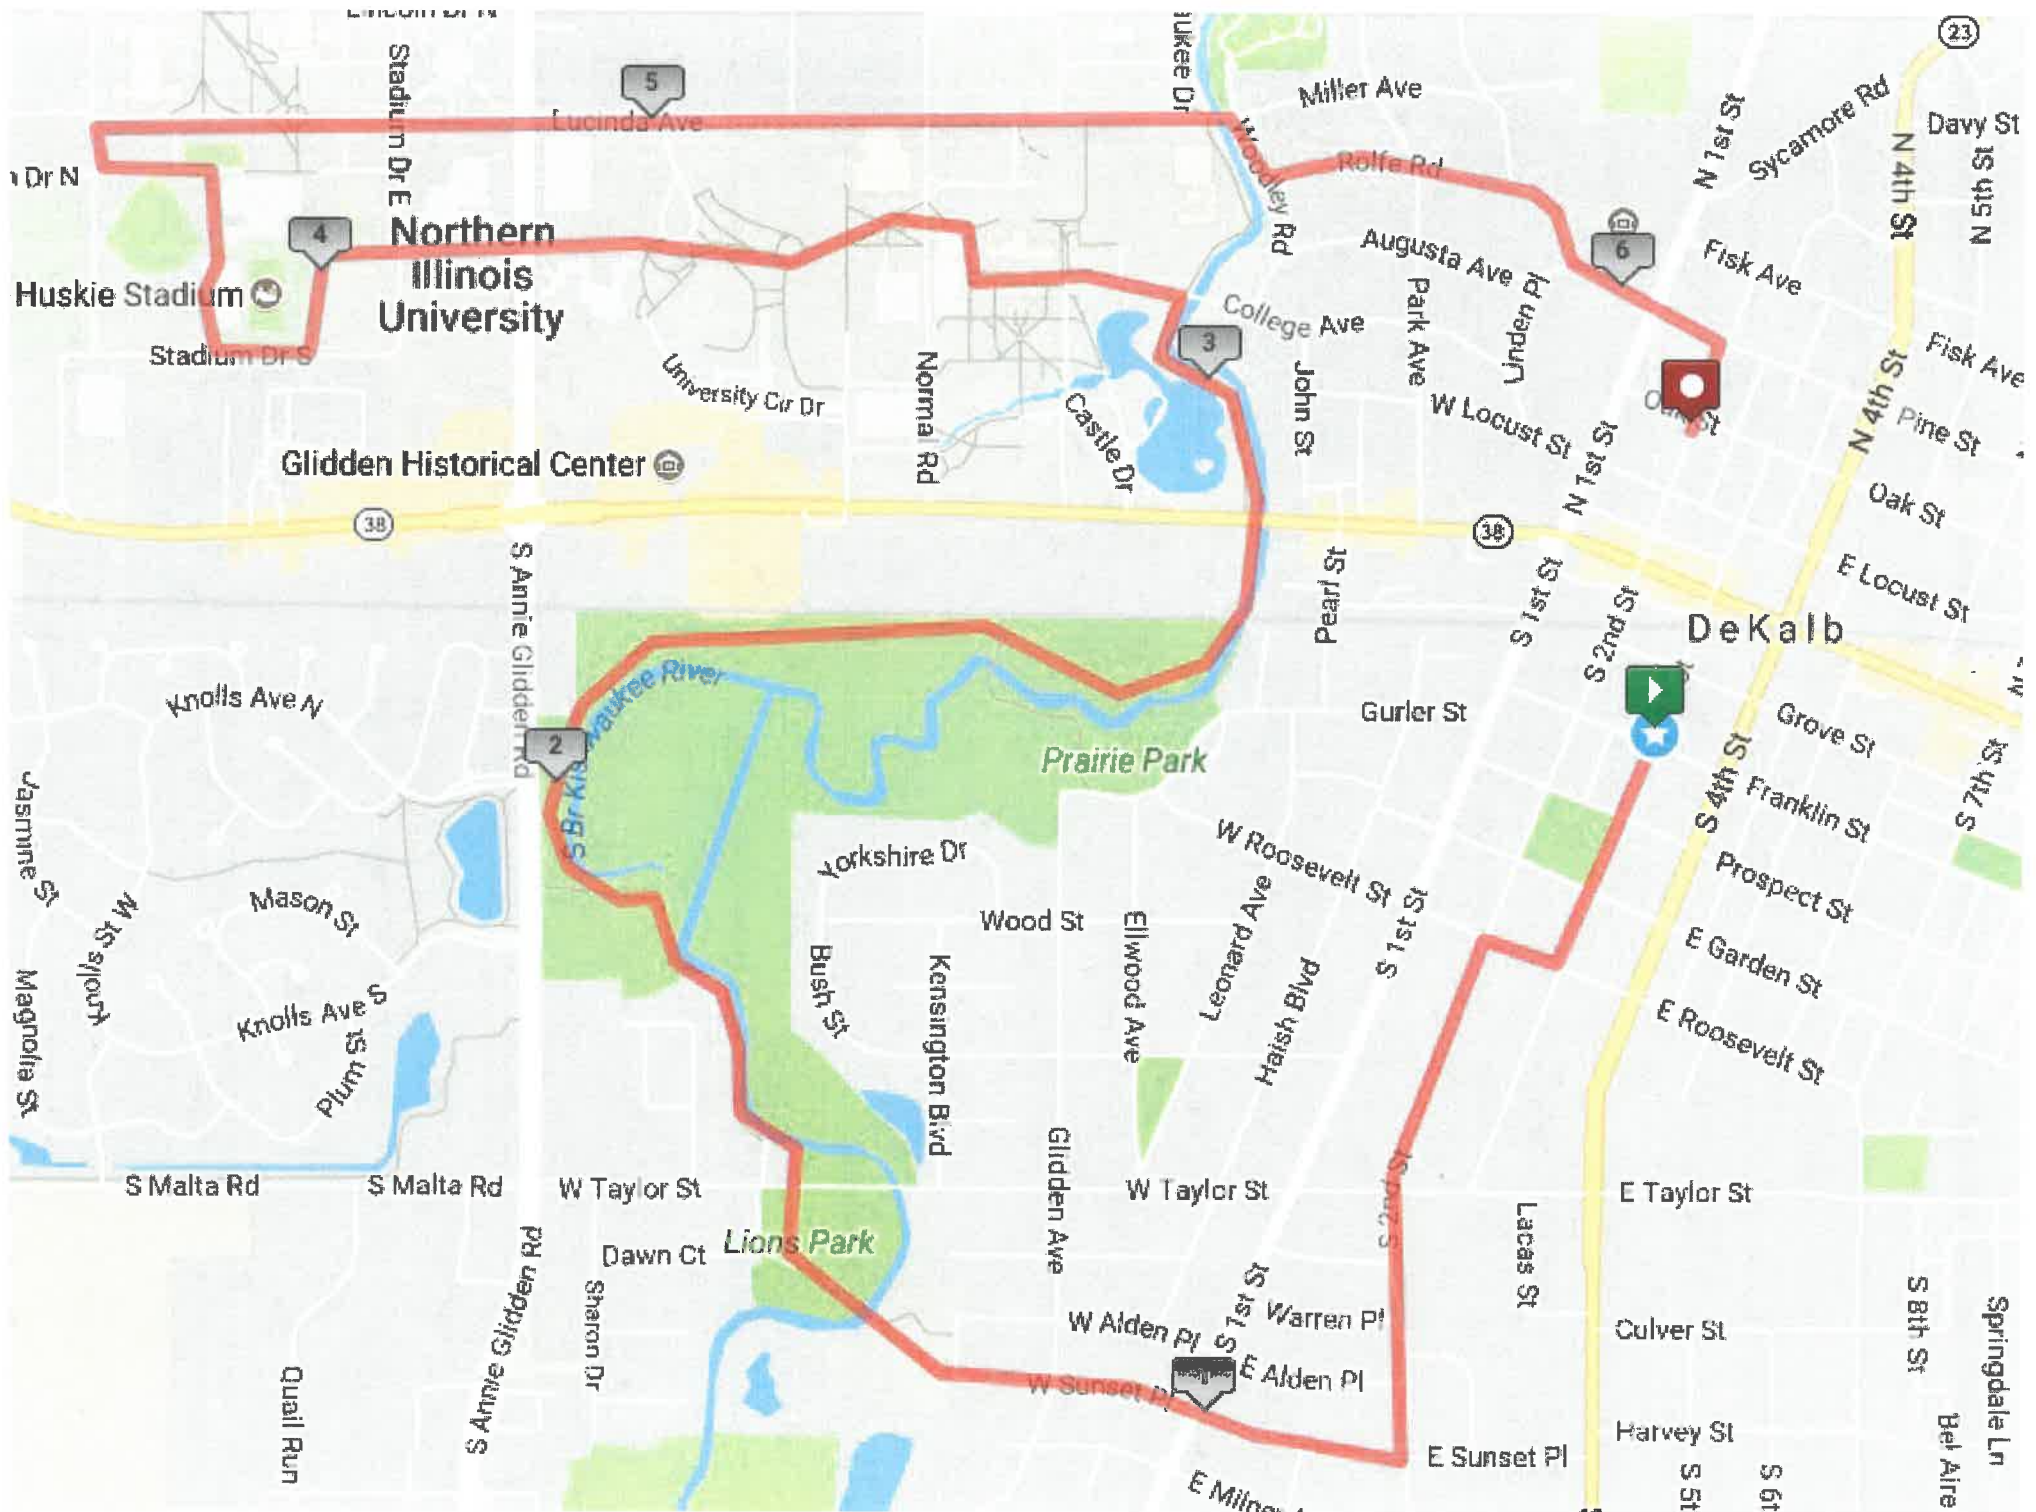 23
5
Miller Ave
Davy St
Lucinda Ave
Stadium Dr E
N 1st St
Sycamore Rd
N 4th St
N 5th St
Dr N
Woodley Rd
Rolfe Rd
4
Northern
Illinois
University
Augusta Ave
6
Fisk Ave
Huskie Stadium
College Ave
Park Ave
Linden Pl
3
Stadium Dr S
Fisk Ave
University Cir Dr
Normal Rd
Castle Dr
John St
W Locust St
N 1st St
N 4th St
Pine St
Glidden Historical Center
38
38
Oak St
E Locust St
S Annie Glidden Rd
Pearl St
S 1st St
S 2nd St
DeKalb
Knolls Ave N
Gurler St
Grove St
2
Prairie Park
S 4th St
S 7th St
Franklin St
Jasmine St
Yorkshire Dr
W Roosevelt St
Prospect St
Mason St
Knolls St W
Wood St
Ellwood Ave
Leonard Ave
S 1st St
E Garden St
Magnolia St
Knolls Ave S
Plum St
Bush St
Kensington Blvd
Haish Blvd
E Roosevelt St
S Malta Rd
S Malta Rd
W Taylor St
Glidden Ave
W Taylor St
S 2nd St
E Taylor St
Lacas St
Lions Park
Dawn Ct
S Annie Glidden Rd
Sharon Dr
W Alden Pl
S 1st St
Warren Pl
Culver St
S 8th St
Springdale Ln
Quail Run
W Sunset Pl
E Alden Pl
Harvey St
Bel Aire
E Sunset Pl